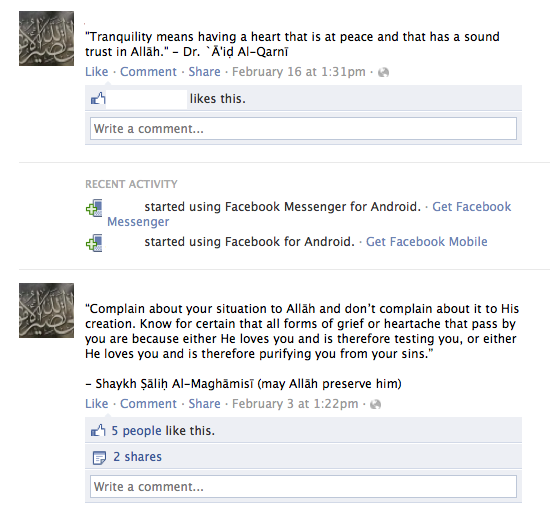 "Tranquility means having a heart that is at peace and that has a sound
trust in Allāh." – Dr. `Ā'iḍ Al-Qarnī
Like · Comment · Share · February 16 at 1:31pm ·
likes this.
Write a comment...
RECENT ACTIVITY
started using Facebook Messenger for Android. · Get Facebook
Messenger
started using Facebook for Android. · Get Facebook Mobile
"Complain about your situation to Allāh and don't complain about it to His
creation. Know for certain that all forms of grief or heartache that pass by
you are because either He loves you and is therefore testing you, or either
He loves you and is therefore purifying you from your sins."
– Shaykh Ṣāliḥ Al-Maghāmisī (may Allāh preserve him)
Like · Comment · Share · February 3 at 1:22pm ·
5 people like this.
2 shares
Write a comment...